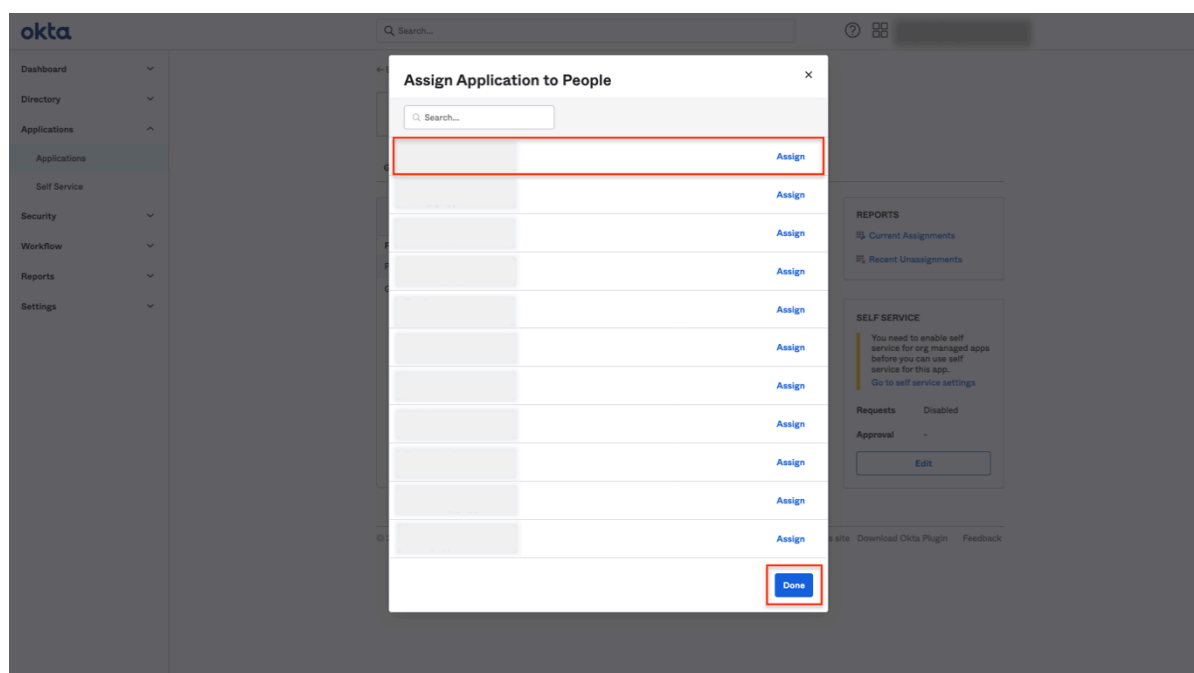 okta
Search...
Dashboard
Directory
Applications
Applications
Self Service
Security
Workflow
Reports
Settings
Assign Application to People
Search...
Assign
Assign
Assign
Assign
Assign
Assign
Assign
Assign
Assign
Assign
Assign
Done
REPORTS
Current Assignments
Recent Unassignments
SELF SERVICE
You need to enable self
service for org managed apps
before you can use self
service for this app.
Go to self service settings
Requests Disabled
Approval -
Edit
site Download Okta Plugin Feedback